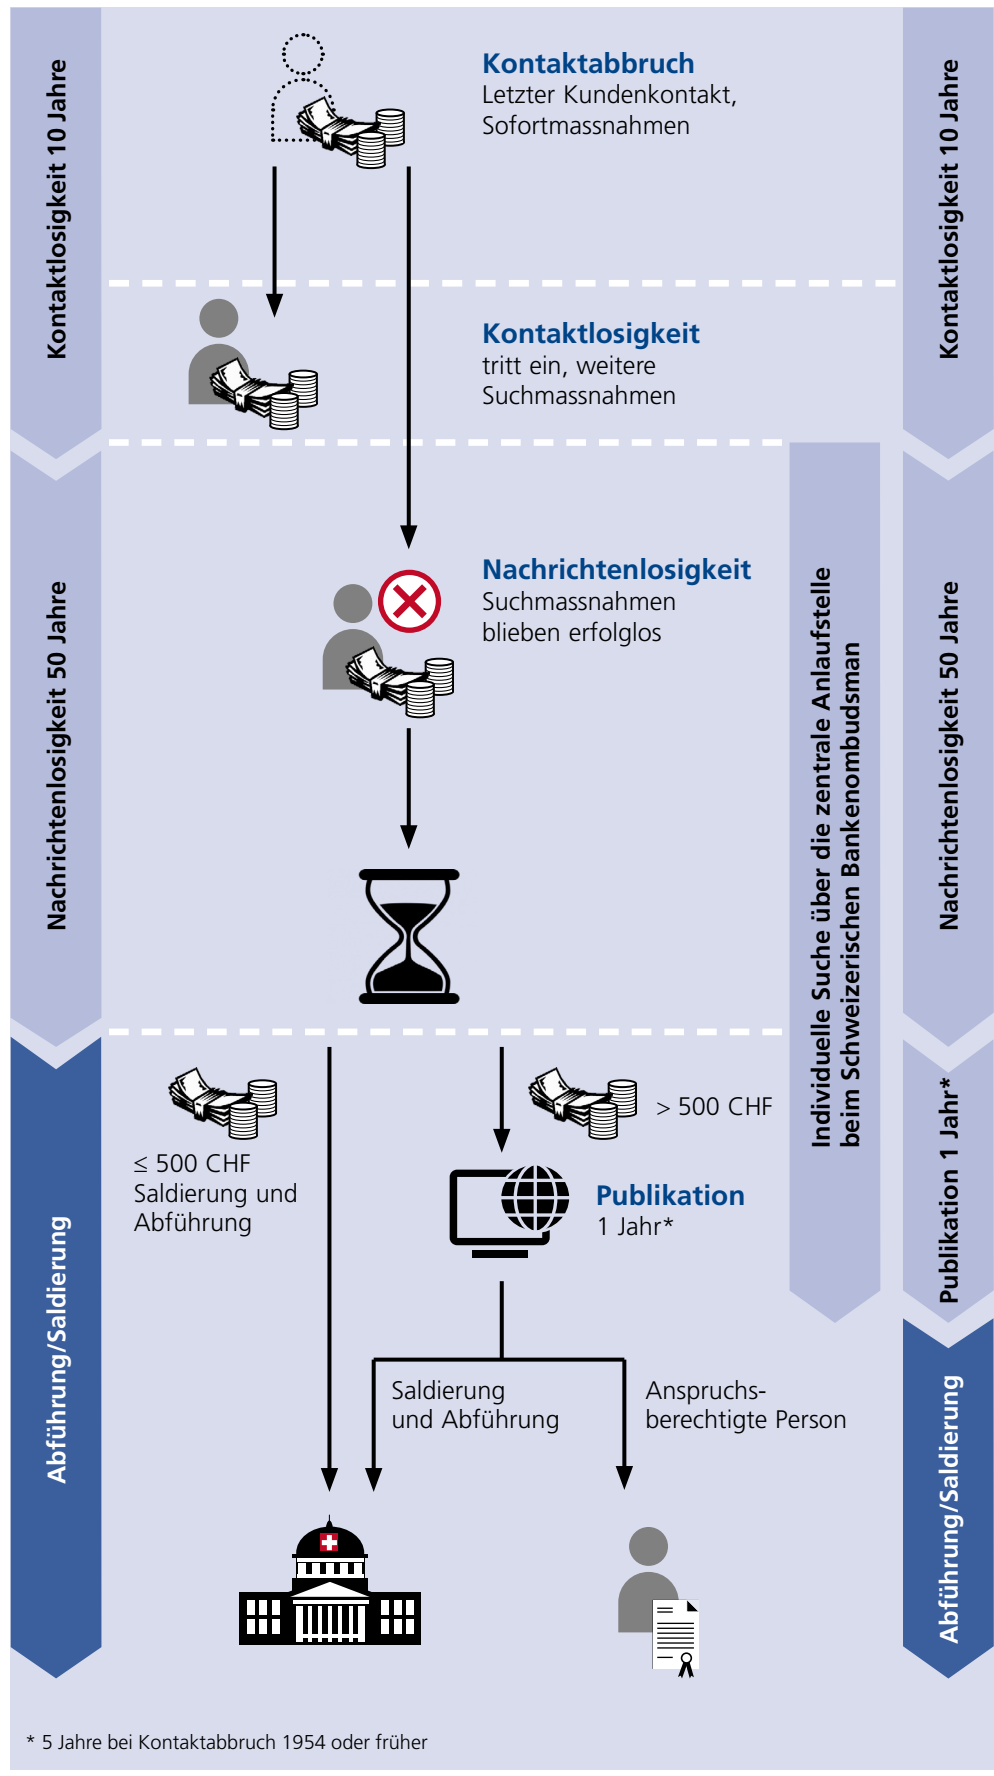 Kontaktlosigkeit 10 Jahre
Nachrichtenlosigkeit 50 Jahre
Abführung/Saldierung
Kontaktabbruch
Letzter Kundenkontakt,
Sofortmassnahmen
Kontaktlosigkeit
tritt ein, weitere
Suchmassnahmen
Nachrichtenlosigkeit
Suchmassnahmen
blieben erfolglos
≤ 500 CHF
Saldierung und
Abführung
> 500 CHF
Publikation
1 Jahr*
Saldierung
und Abführung
Anspruchs-
berechtigte Person
Individuelle Suche über die zentrale Anlaufstelle
beim Schweizerischen Bankenombudsman
Kontaktlosigkeit 10 Jahre
Nachrichtenlosigkeit 50 Jahre
Publikation 1 Jahr*
Abführung/Saldierung
* 5 Jahre bei Kontaktabbruch 1954 oder früher